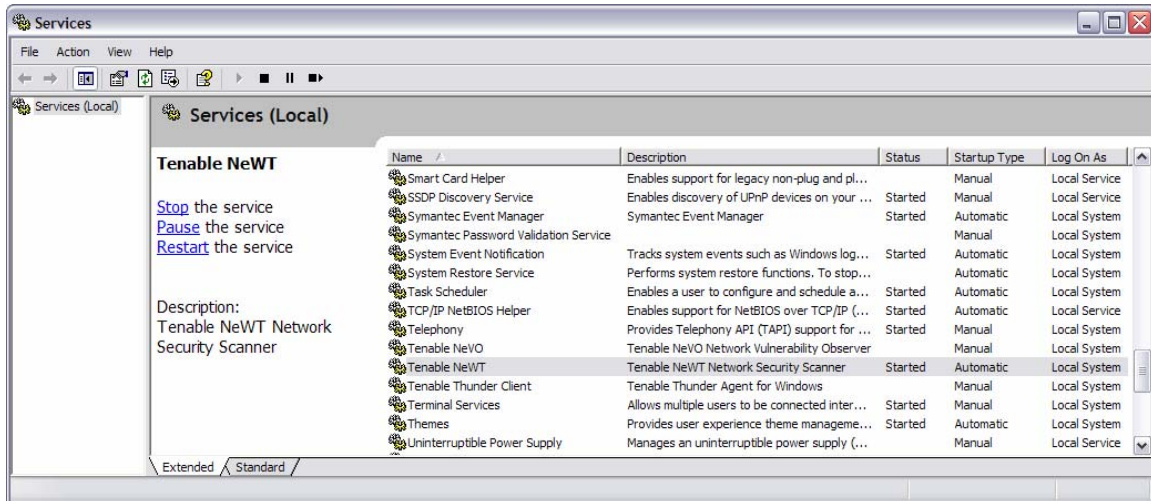 Services
File Action View Help
Services (Local)
Services (Local)
Tenable NeWT
Stop the service
Pause the service
Restart the service
Description:
Tenable NeWT Network
Security Scanner
Name Description Status Startup Type Log On As
Smart Card Helper Enables support for legacy non-plug and pl... Manual Local Service
SSDP Discovery Service Enables discovery of UPnP devices on your ... Started Manual Local Service
Symantec Event Manager Symantec Event Manager Started Automatic Local System
Symantec Password Validation Service Manual Local System
System Event Notification Tracks system events such as Windows log... Started Automatic Local System
System Restore Service Performs system restore functions. To stop... Automatic Local System
Task Scheduler Enables a user to configure and schedule a... Started Automatic Local System
TCP/IP NetBIOS Helper Enables support for NetBIOS over TCP/IP (... Started Automatic Local Service
Telephony Provides Telephony API (TAPI) support for ... Started Manual Local System
Tenable NeVO Tenable NeVO Network Vulnerability Observer Manual Local System
Tenable NeWT Tenable NeWT Network Security Scanner Started Automatic Local System
Tenable Thunder Client Tenable Thunder Agent for Windows Manual Local System
Terminal Services Allows multiple users to be connected inter... Started Manual Local System
Themes Provides user experience theme manageme... Started Automatic Local System
Uninterruptible Power Supply Manages an uninterruptible power supply (... Manual Local Service
Extended Standard